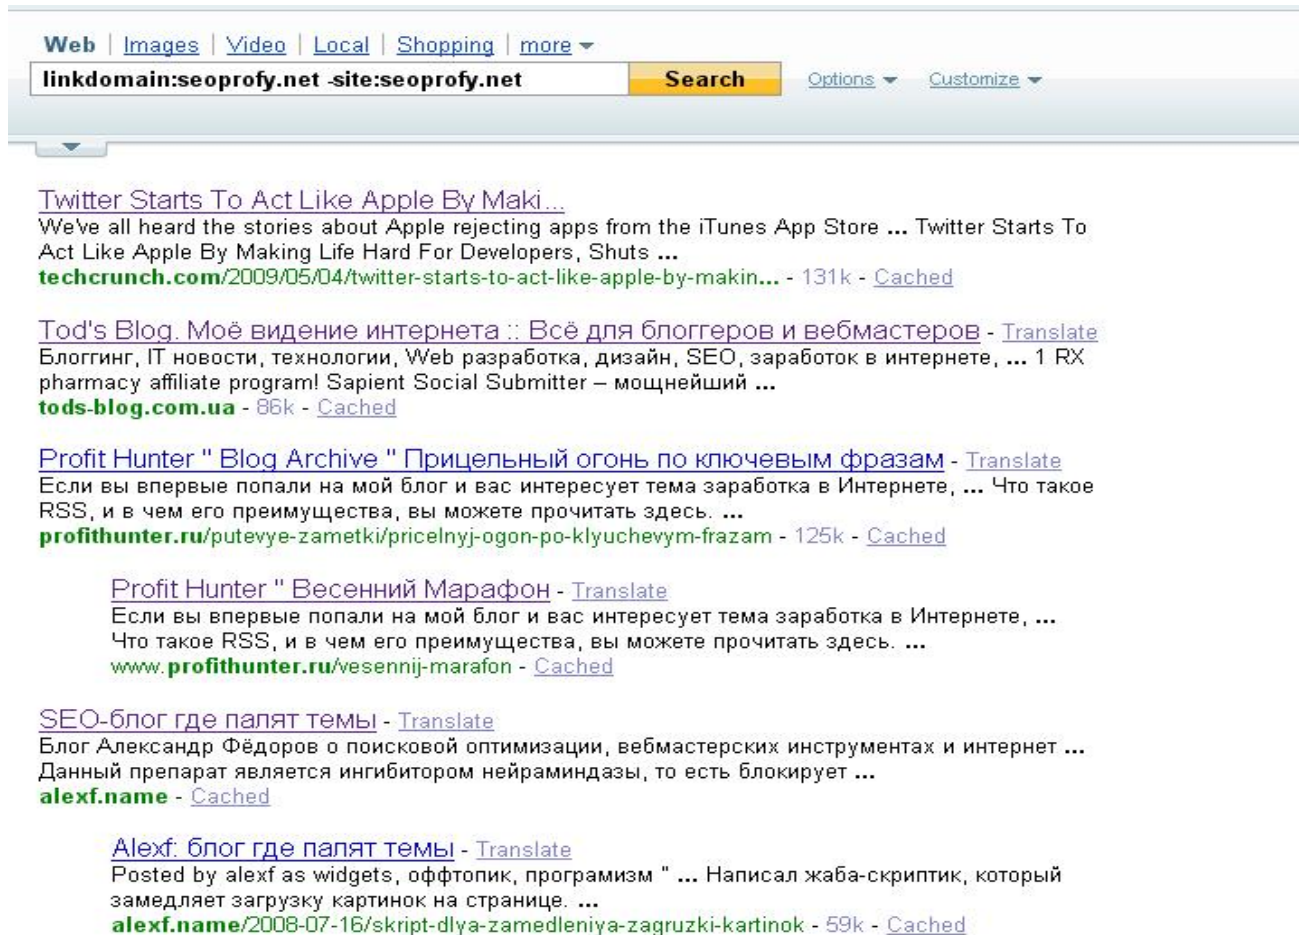 Web | Images | Video | Local | Shopping | more
linkdomain:seoprofy.net -site:seoprofy.net Search Options Customize
Twitter Starts To Act Like Apple By Maki...
We've all heard the stories about Apple rejecting apps from the iTunes App Store ... Twitter Starts To
Act Like Apple By Making Life Hard For Developers, Shuts ...
techcrunch.com/2009/05/04/twitter-starts-to-act-like-apple-by-makin... - 131k - Cached
Tod's Blog. Моё видение интернета :: Всё для блоггеров и вебмастеров - Translate
Блоггинг, IT новости, технологии, Web разработка, дизайн, SEO, заработок в интернете, ... 1 RX
pharmacy affiliate program! Sapient Social Submitter – мощнейший ...
tods-blog.com.ua - 86k - Cached
Profit Hunter " Blog Archive " Прицельный огонь по ключевым фразам - Translate
Если вы впервые попали на мой блог и вас интересует тема заработка в Интернете, ... Что такое
RSS, и в чем его преимущества, вы можете прочитать здесь. ...
profithunter.ru/putevye-zametki/pricelnyj-ogon-po-klyuchevym-frazam - 125k - Cached
Profit Hunter " Весенний Марафон - Translate
Если вы впервые попали на мой блог и вас интересует тема заработка в Интернете, ...
Что такое RSS, и в чем его преимущества, вы можете прочитать здесь. ...
www.profithunter.ru/vesennij-marafon - Cached
SEO-блог где палят темы - Translate
Блог Александр Фёдоров о поисковой оптимизации, вебмастерских инструментах и интернет ...
Данный препарат является ингибитором нейраминдазы, то есть блокирует ...
alexf.name - Cached
Alexf: блог где палят темы - Translate
Posted by alexf as widgets, оффтопик, програмизм " ... Написал жаба-скриптик, который
замедляет загрузку картинок на странице. ...
alexf.name/2008-07-16/skript-dlya-zamedleniya-zagruzki-kartinok - 59k - Cached